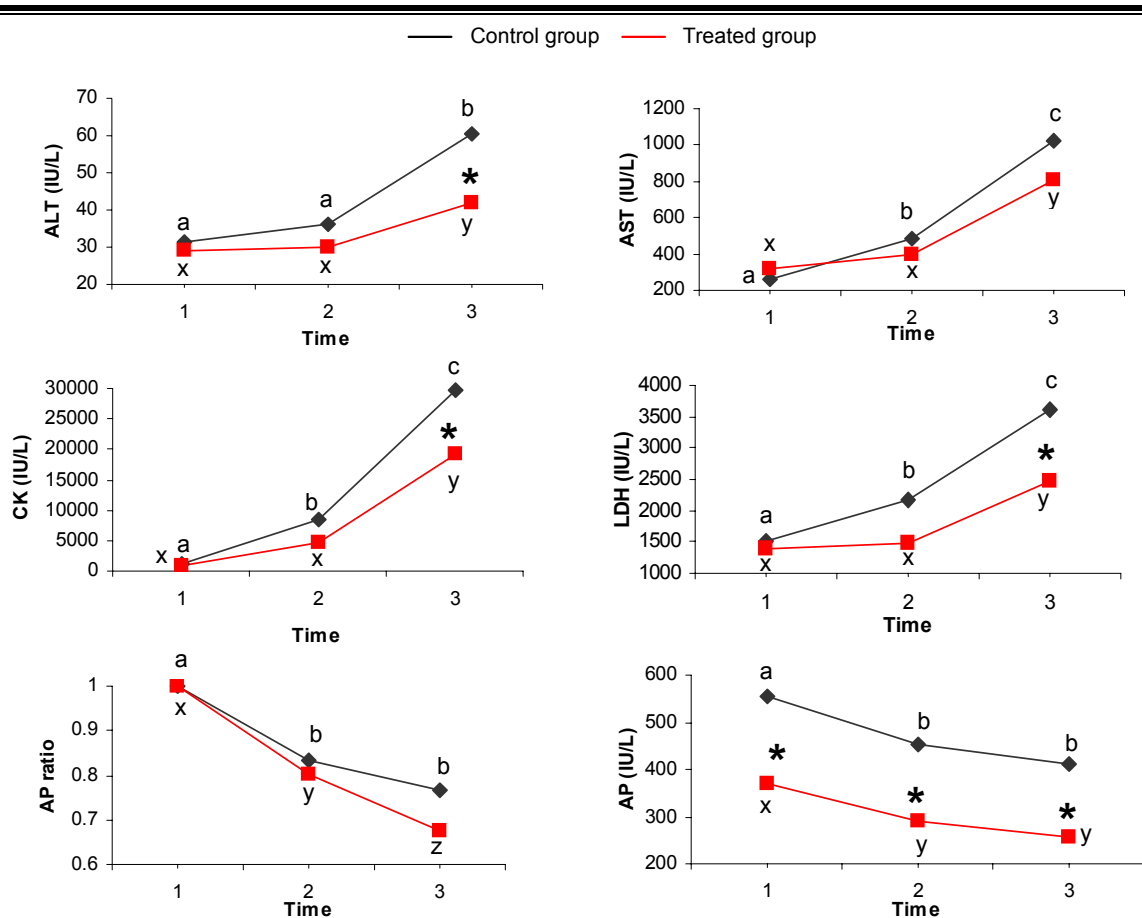 Control group Treated group
ALT (IU/L)
70
60
50
40
30
20
a
a
b
*
x
x
y
1 2 3
Time
AST (IU/L)
1200
1000
800
600
400
200
a
b
c
x
x
y
1 2 3
Time
CK (IU/L)
30000
25000
20000
15000
10000
5000
0
a
b
c
*
x
x
y
1 2 3
Time
LDH (IU/L)
4000
3500
3000
2500
2000
1500
1000
a
b
c
*
x
x
y
1 2 3
Time
AP ratio
1
0.9
0.8
0.7
0.6
a
b
b
x
y
z
1 2 3
Time
AP (IU/L)
600
500
400
300
200
a
b
b
*
*
*
x
y
y
1 2 3
Time